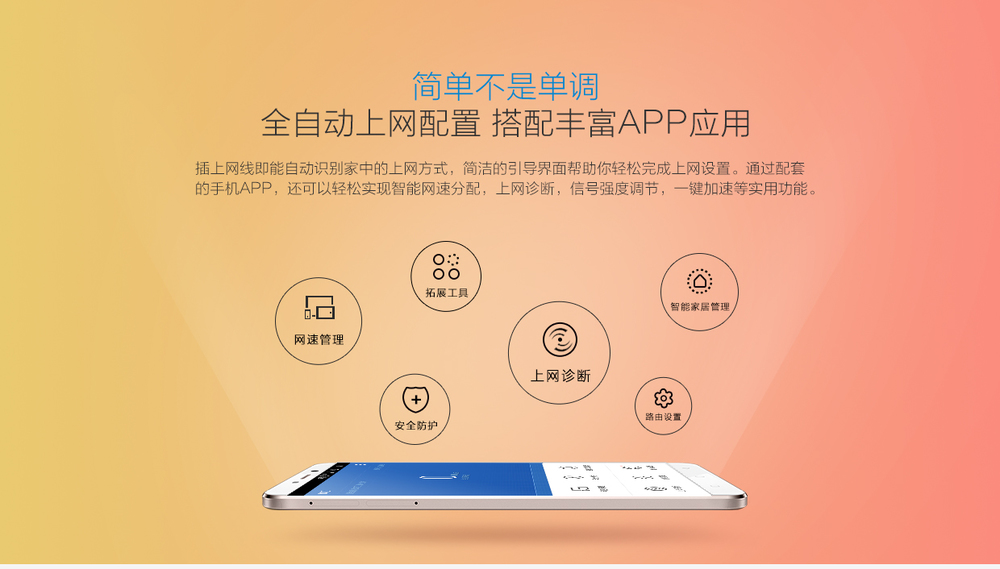 简单不是单调
全自动上网配置 搭配丰富APP应用
插上网线即能自动识别家中的上网方式，简洁的引导界面帮助你轻松完成上网设置。通过配套
的手机APP，还可以轻松实现智能网速分配，上网诊断，信号强度调节，一键加速等实用功能。
拓展工具
智能家居管理
网速管理
上网诊断
路由设置
安全防护